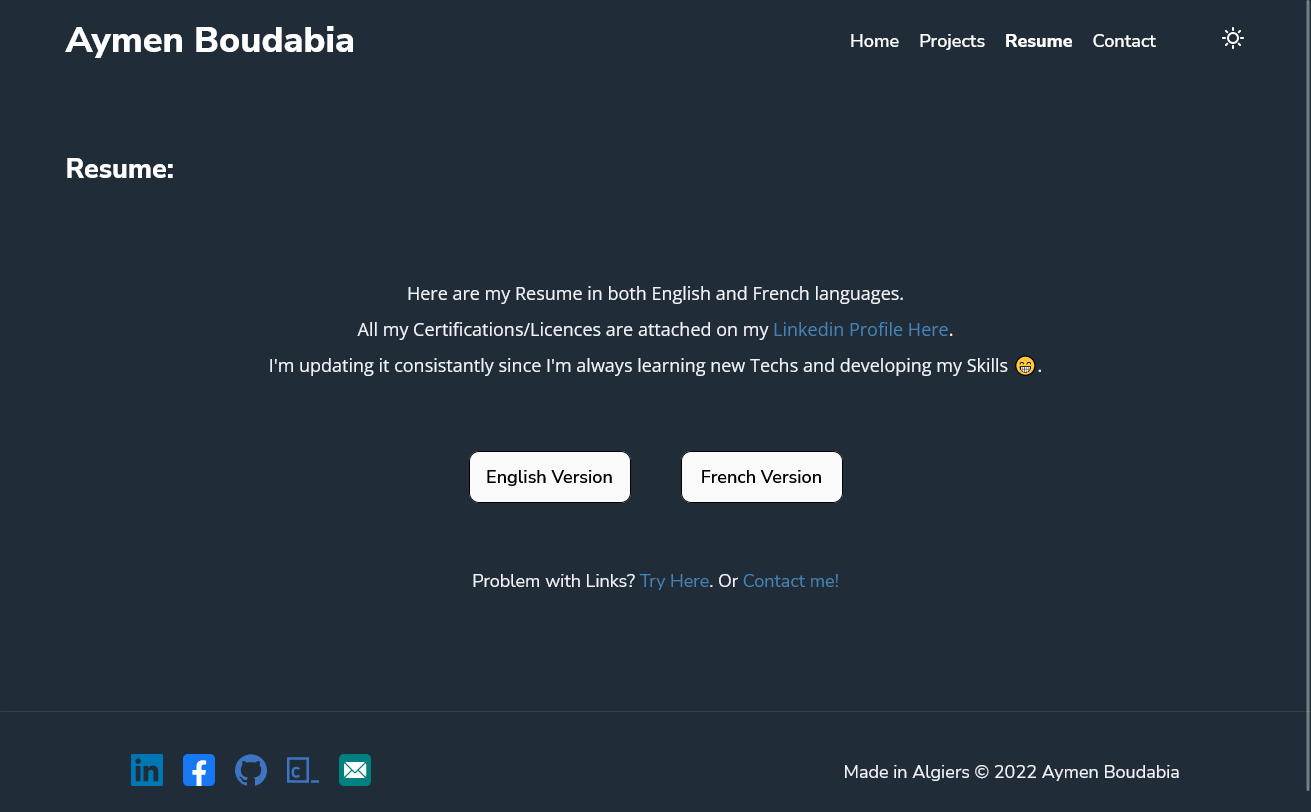 Aymen Boudabia
Home Projects Resume Contact
Resume:
Here are my Resume in both English and French languages.
All my Certifications/Licences are attached on my Linkedin Profile Here.
I'm updating it consistantly since I'm always learning new Techs and developing my Skills 😁.
English Version French Version
Problem with Links? Try Here. Or Contact me!
in f c_
Made in Algiers © 2022 Aymen Boudabia